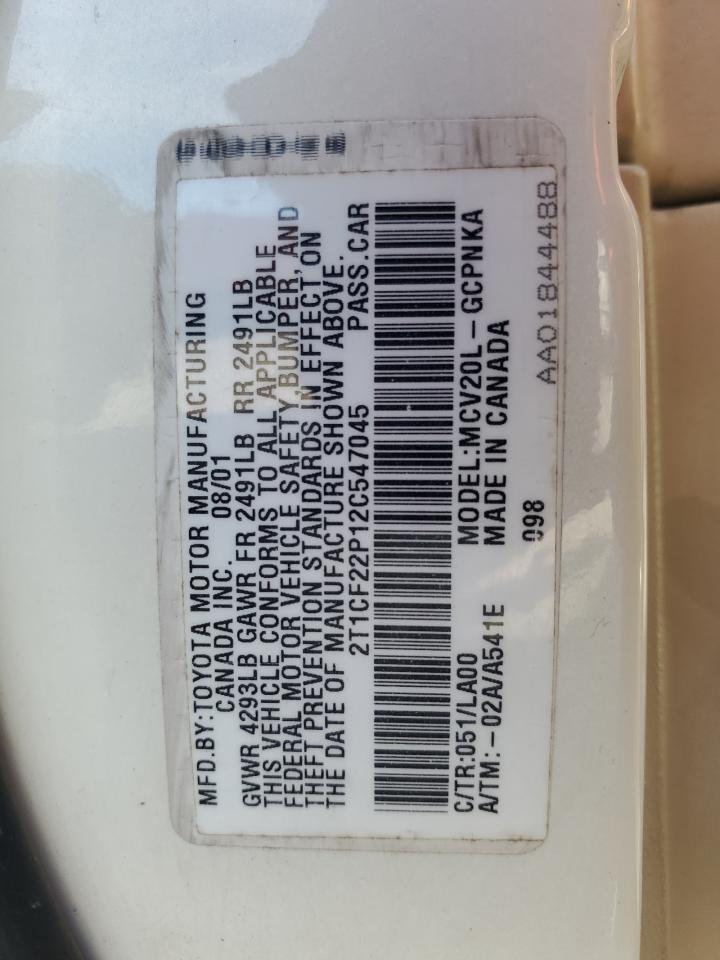 MFD.BY:TOYOTA MOTOR MANUFACTURING
CANADA INC. 08/01
GVWR 4293LB GAWR FR 2491LB RR 2491LB
THIS VEHICLE CONFORMS TO ALL APPLICABLE
FEDERAL MOTOR VEHICLE SAFETY,BUMPER, AND
THEFT PREVENTION STANDARDS IN EFFECT ON
THE DATE OF MANUFACTURE SHOWN ABOVE.
2T1CF22P12C547045 PASS.CAR
C/TR:051/LA00 MODEL:MCV20L-GCPNKA
A/TM:-02A/A541E MADE IN CANADA
098
AA01844488